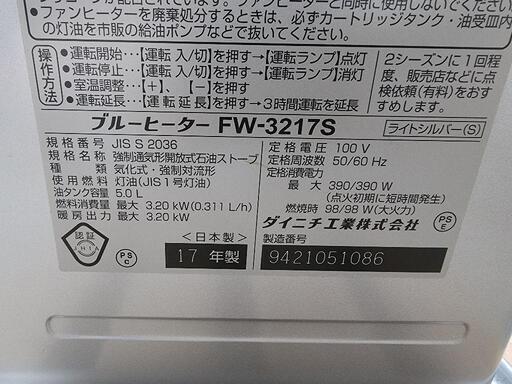 ●ファンヒーターを廃棄処分するときは、必ずカートリッジタンク・油受皿内
の灯油を市販の給油ポンプなどで抜いてください。
操作方法
●運転開始…【運転 入/切】を押す→【運転ランプ】点灯
●運転停止…【運転 入/切】を押す→【運転ランプ】消灯
●室温調整…【＋】、【－】を押す
●運転延長…【運転延長】を押す→3時間運転を延長
2シーズンに1回程
度、販売店などに点
検依頼(有料)をおす
すめします。
ブルーヒーター FW-3217S
ライトシルバー(S)
規格番号 JIS S 2036
規格名称 強制通気形開放式石油ストーブ
種類 気化式・強制対流形
使用燃料 灯油(JIS1号灯油)
油タンク容量 5.0 L
燃料消費量 最大 3.20 kW(0.311 L/h)
暖房出力 最大 3.20 kW
定格電圧 100 V
定格周波数 50/60 Hz
定格消費電力
最大 390/390 W
(点火初期に短時間発生)
燃焼時 98/98 W(大火力)
ダイニチ工業株式会社
認証
JHIA
PSC
<日本製>
17 年製
製造番号
9421051086
PSE